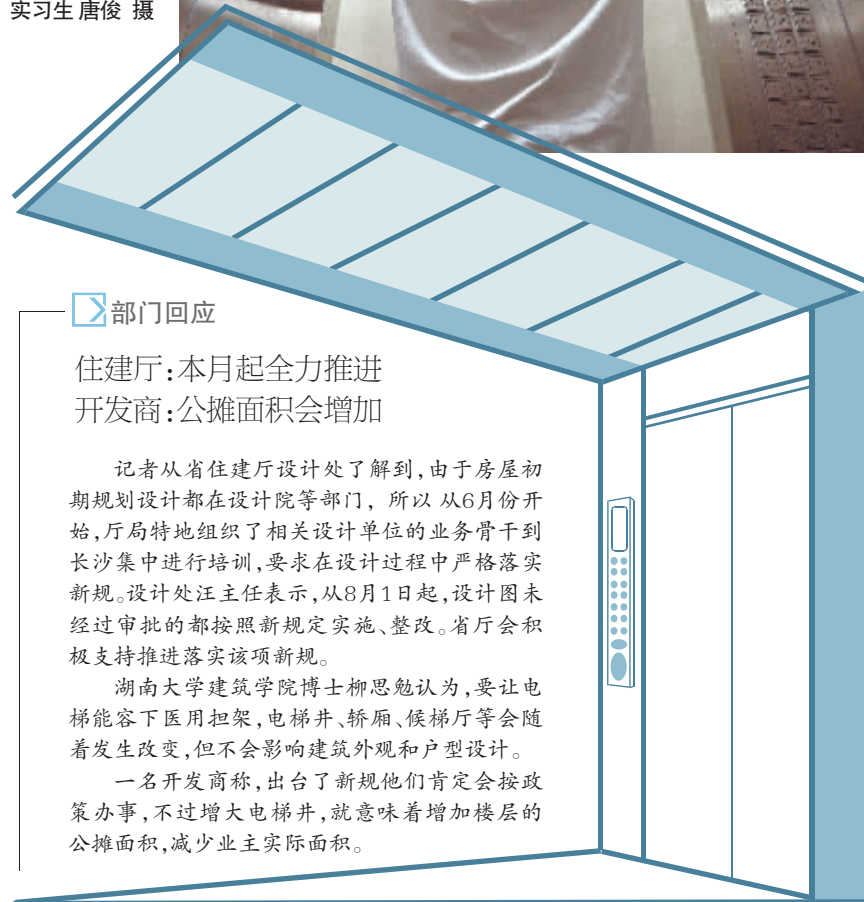 实习生 唐俊 摄
部门回应
住建厅:本月起全力推进
开发商:公摊面积会增加
记者从省住建厅设计处了解到,由于房屋初
期规划设计都在设计院等部门, 所以 从6月份开
始,厅局特地组织了相关设计单位的业务骨干到
长沙集中进行培训,要求在设计过程中严格落实
新规。设计处汪主任表示,从8月1日起,设计图未
经过审批的都按照新规定实施、整改。省厅会积
极支持推进落实该项新规。
湖南大学建筑学院博士柳思勉认为,要让电
梯能容下医用担架,电梯井、轿厢、候梯厅等会随
着发生改变,但不会影响建筑外观和户型设计。
一名开发商称,出台了新规他们肯定会按政
策办事,不过增大电梯井,就意味着增加楼层的
公摊面积,减少业主实际面积。